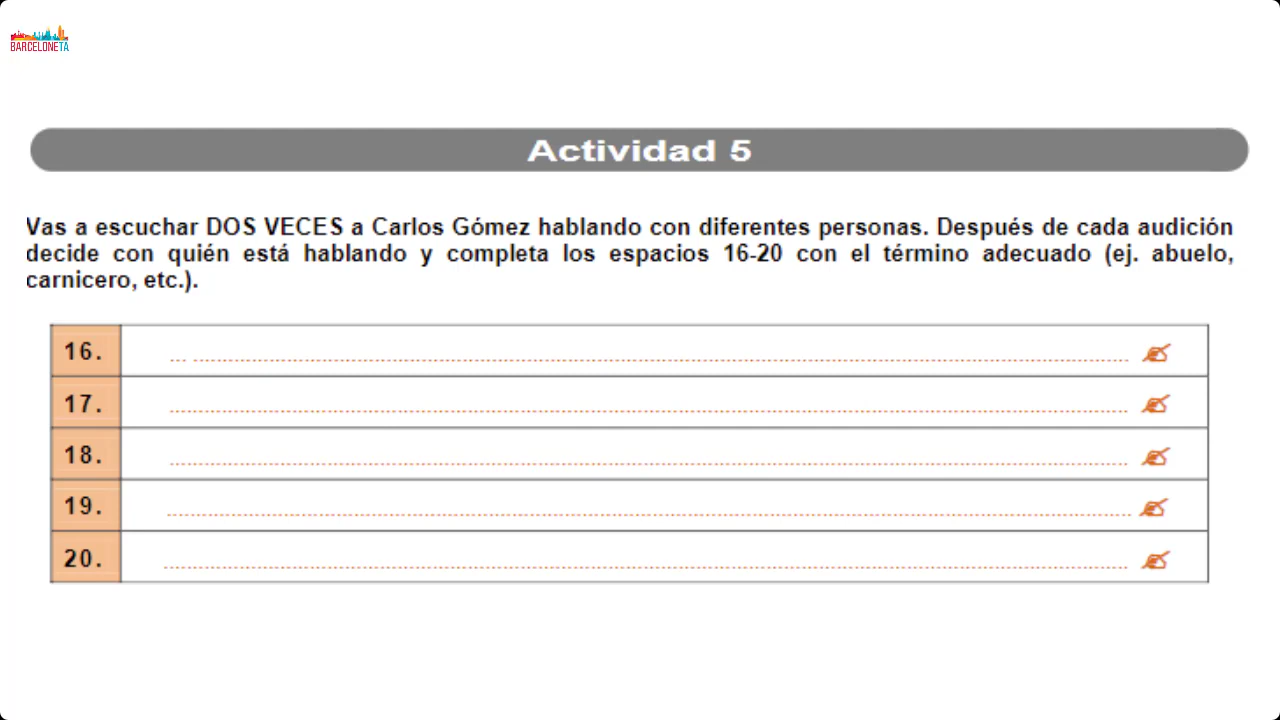 BARCELONETA
Actividad 5
Vas a escuchar DOS VECES a Carlos Gómez hablando con diferentes personas. Después de cada audición
decide con quién está hablando y completa los espacios 16-20 con el término adecuado (ej. abuelo,
carnicero, etc.).
16.
17.
18.
19.
20.